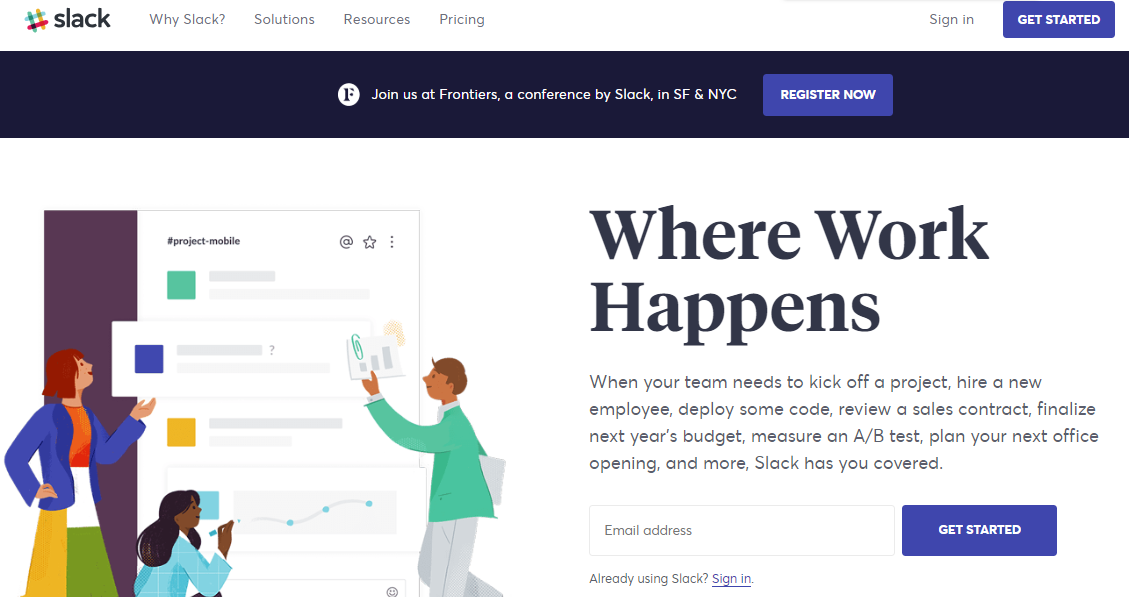 slack
Why Slack?
Solutions
Resources
Pricing
Sign in
GET STARTED
F
Join us at Frontiers, a conference by Slack, in SF & NYC
REGISTER NOW
#project-mobile
@
?
Where Work
Happens
When your team needs to kick off a project, hire a new
employee, deploy some code, review a sales contract, finalize
next year's budget, measure an A/B test, plan your next office
opening, and more, Slack has you covered.
Email address
GET STARTED
Already using Slack? Sign in.